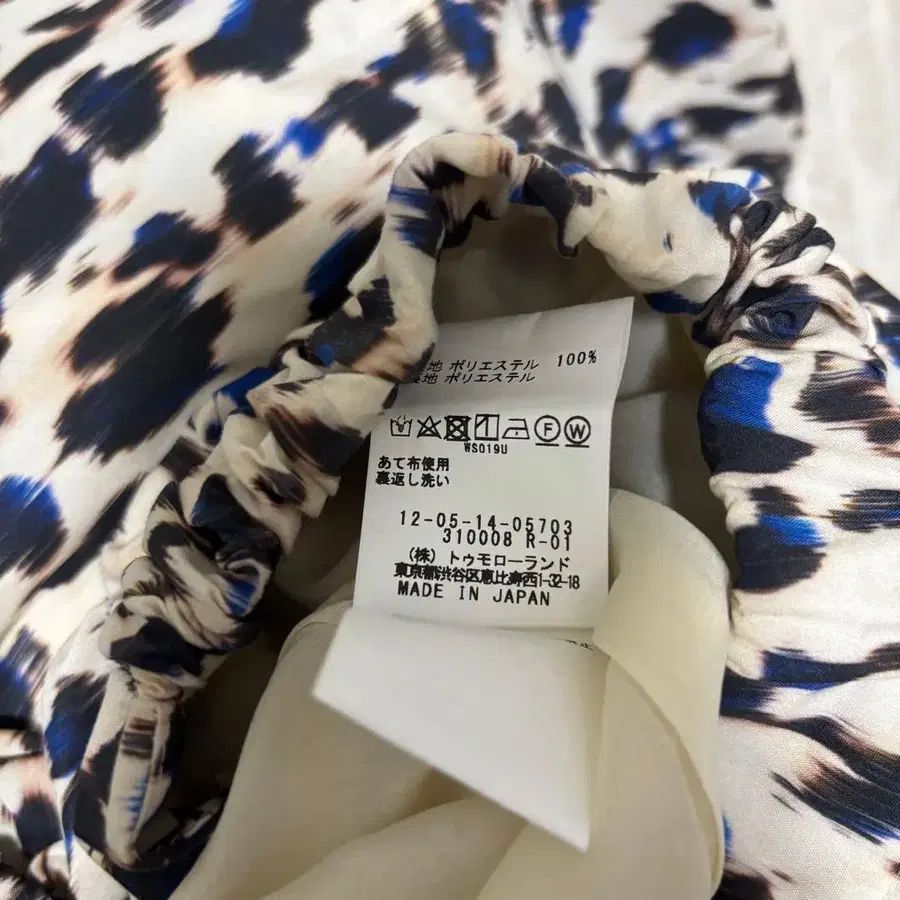 地 ポリエステル 100%
地 ポリエステル
WS019U
あて布使用
裏返し洗い
12-05-14-05703
310008 R-01
(株) トゥモローランド
東京都渋谷区恵比寿西1-32-18
MADE IN JAPAN